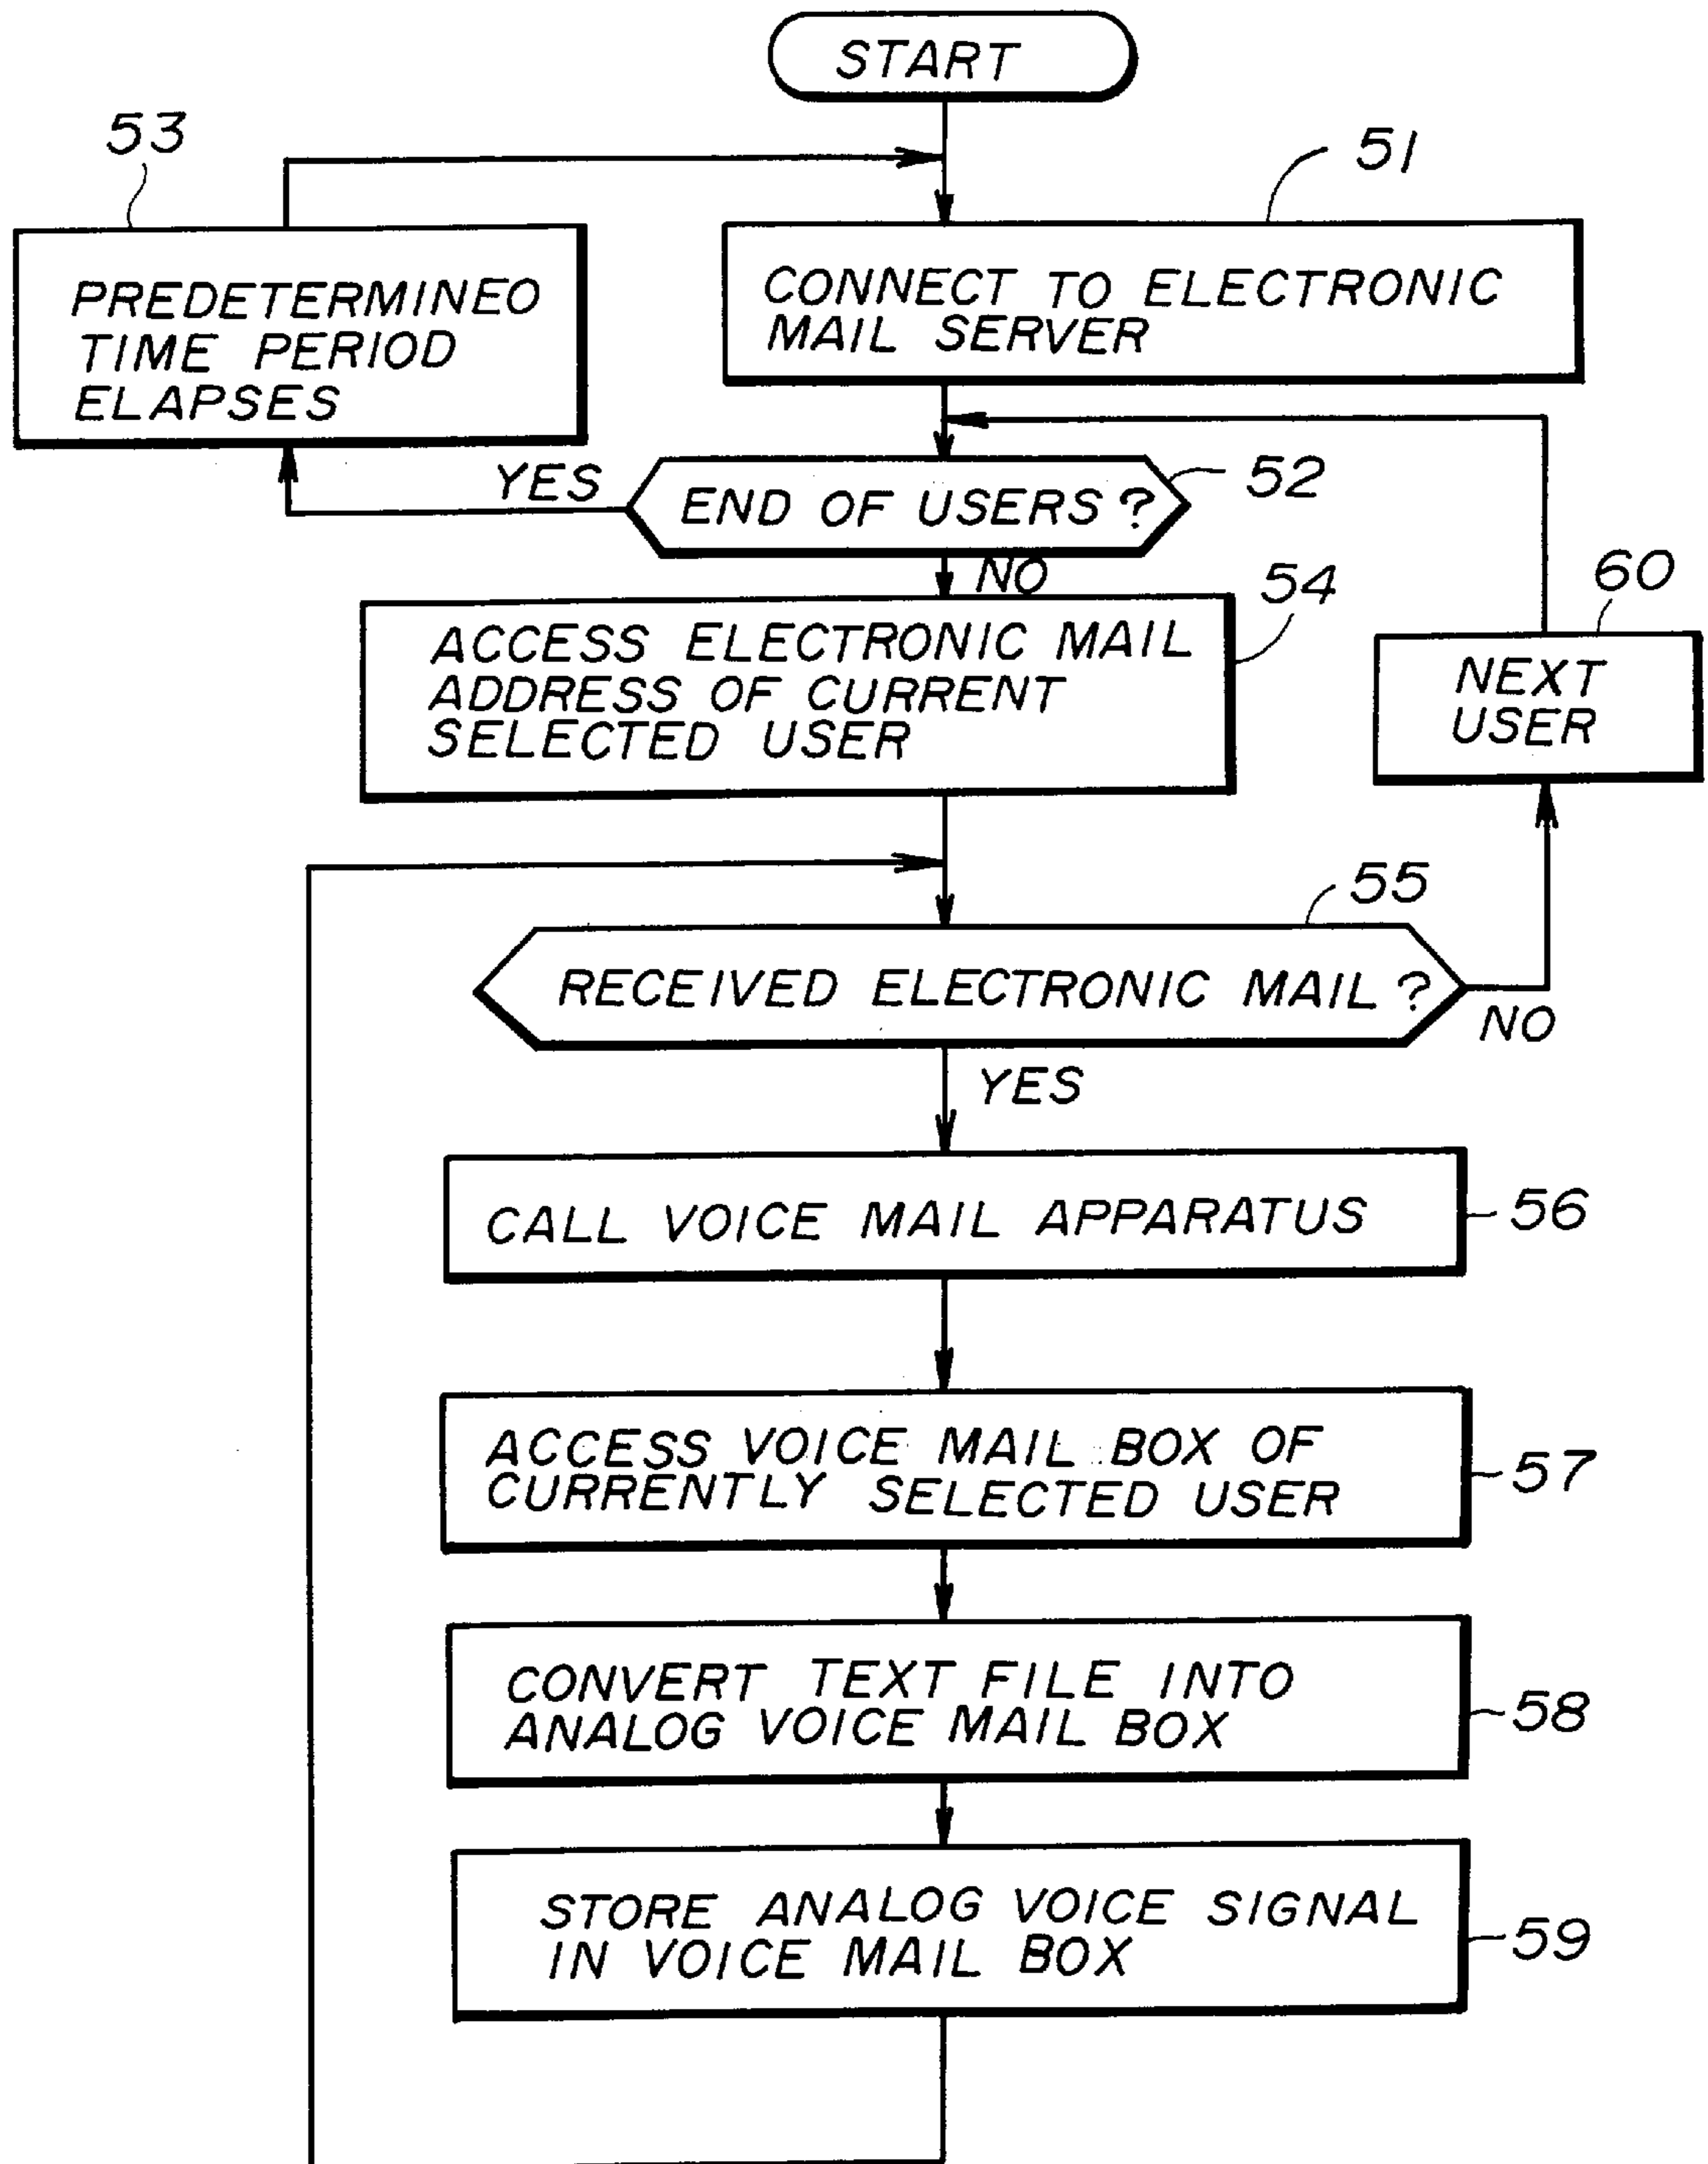 START
53
51
PREDETERMINEO
TIME PERIOD
ELAPSES
CONNECT TO ELECTRONIC
MAIL SERVER
YES
END OF USERS?
52
NO
54
60
ACCESS ELECTRONIC MAIL
ADDRESS OF CURRENT
SELECTED USER
NEXT
USER
55
RECEIVED ELECTRONIC MAIL?
NO
YES
CALL VOICE MAIL APPARATUS
56
ACCESS VOICE MAIL BOX OF
CURRENTLY SELECTED USER
57
CONVERT TEXT FILE INTO
ANALOG VOICE MAIL BOX
58
STORE ANALOG VOICE SIGNAL
IN VOICE MAIL BOX
59